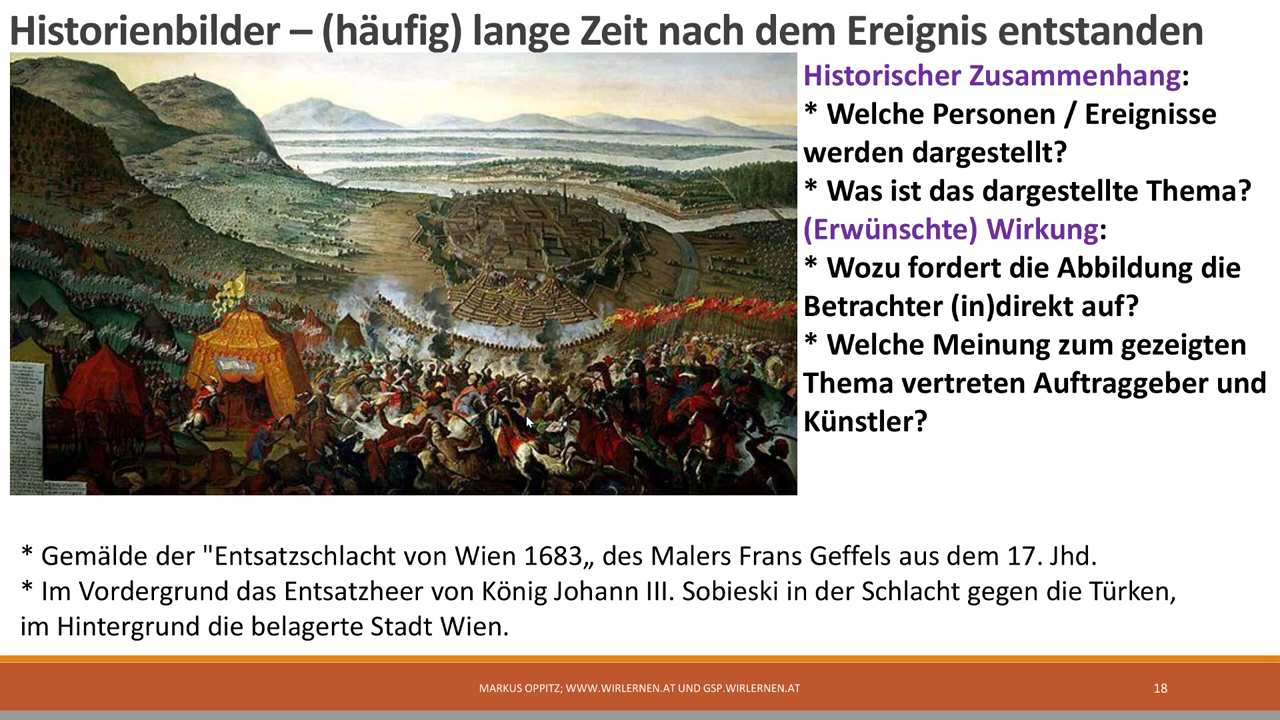 Historienbilder – (häufig) lange Zeit nach dem Ereignis entstanden
Historischer Zusammenhang:
* Welche Personen / Ereignisse
werden dargestellt?
* Was ist das dargestellte Thema?
(Erwünschte) Wirkung:
* Wozu fordert die Abbildung die
Betrachter (in)direkt auf?
* Welche Meinung zum gezeigten
Thema vertreten Auftraggeber und
Künstler?
* Gemälde der "Entsatzschlacht von Wien 1683„ des Malers Frans Geffels aus dem 17. Jhd.
* Im Vordergrund das Entsatzheer von König Johann III. Sobieski in der Schlacht gegen die Türken,
im Hintergrund die belagerte Stadt Wien.
MARKUS OPPITZ; WWW.WIRLERNEN.AT UND GSP.WIRLERNEN.AT
18